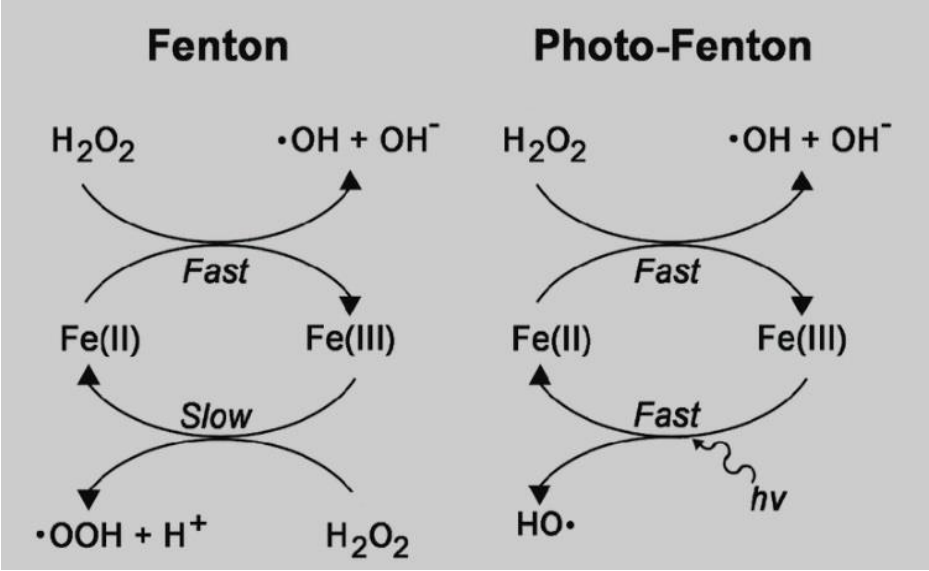 Fenton
H₂O₂
·OH + OH⁻
Fast
Fe(II)
Fe(III)
Slow
·OOH + H⁺
H₂O₂
Photo-Fenton
H₂O₂
·OH + OH⁻
Fast
Fe(II)
Fe(III)
Fast
hν
HO·